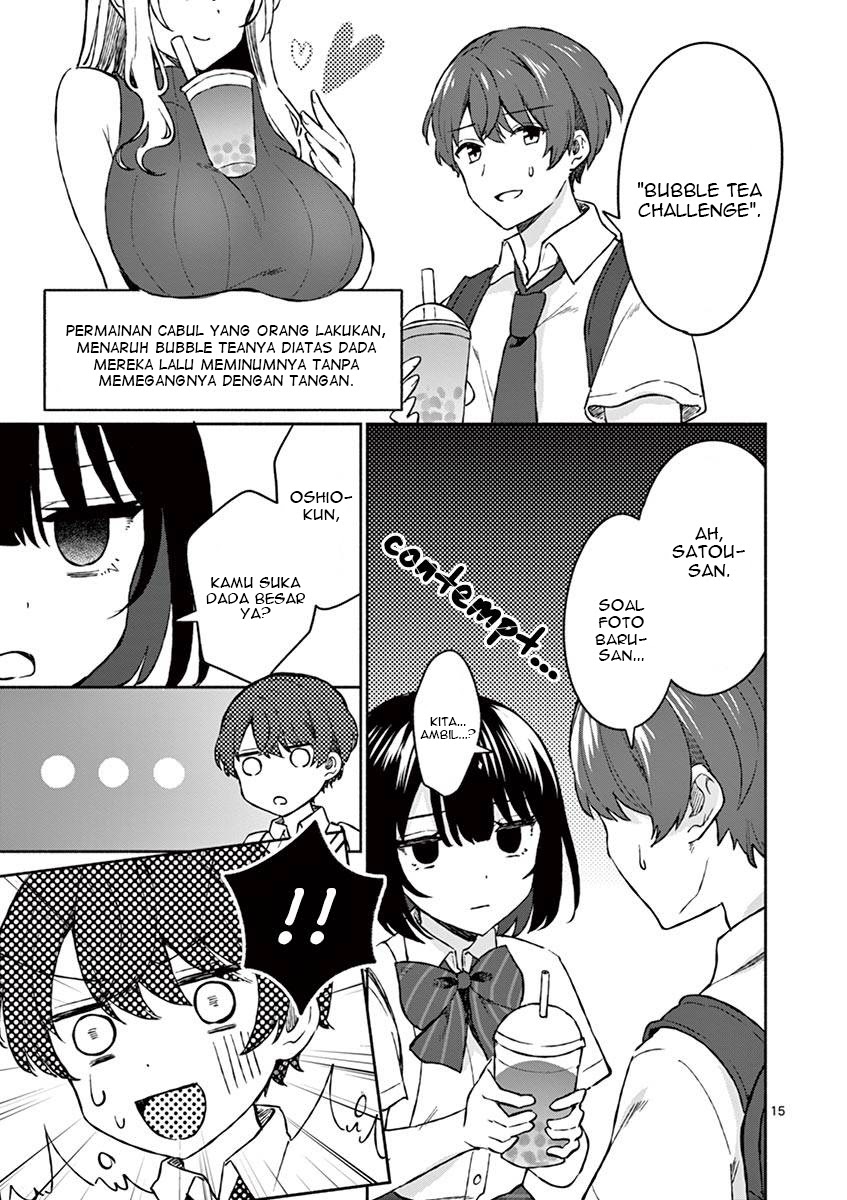 "BUBBLE TEA
CHALLENGE".
PERMAINAN CABUL YANG ORANG LAKUKAN,
MENARUH BUBBLE TEANYA DIATAS DADA
MEREKA LALU MEMINUMNYA TANPA
MEMEGANGNYA DENGAN TANGAN.
AH,
SATOU-
SAN.
SOAL
FOTO
BARU-
SAN...
contempt...
KITA...
AMBIL...?
OSHIO-
KUN,
KAMU SUKA
DADA BESAR
YA?
!!
15